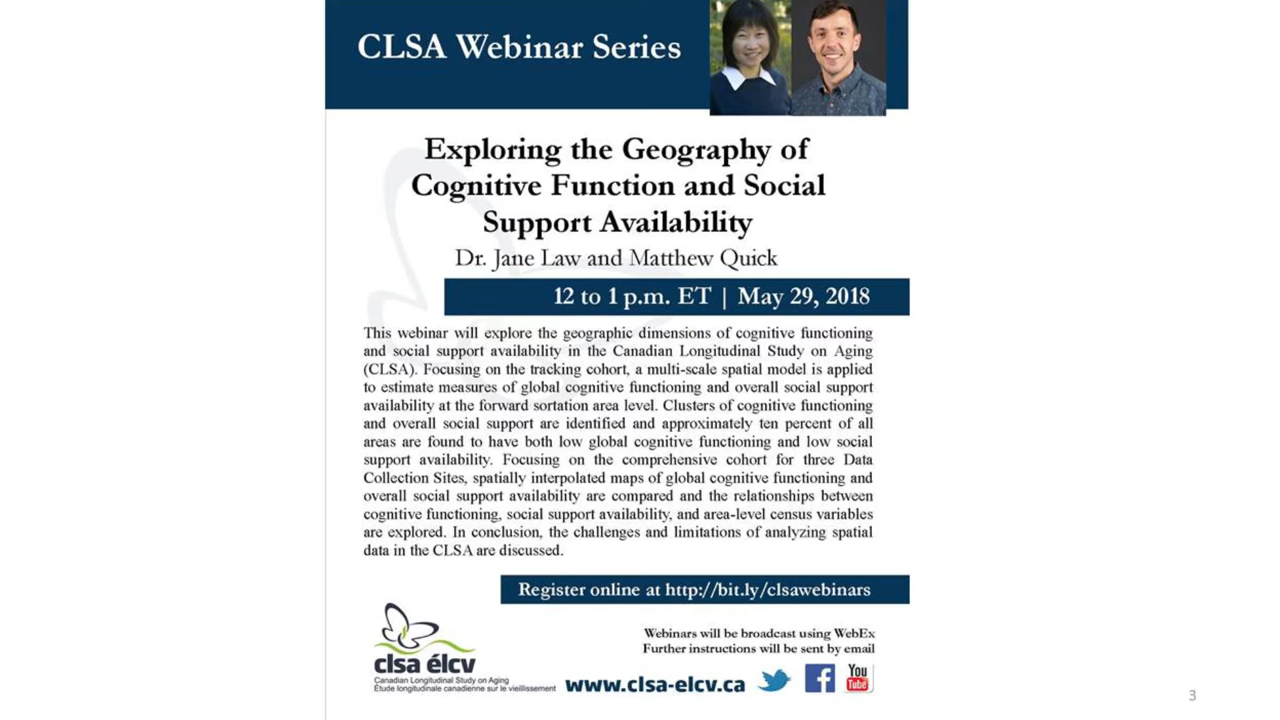 CLSA Webinar Series
Exploring the Geography of
Cognitive Function and Social
Support Availability
Dr. Jane Law and Matthew Quick
12 to 1 p.m. ET | May 29, 2018
This webinar will explore the geographic dimensions of cognitive functioning
and social support availability in the Canadian Longitudinal Study on Aging
(CLSA). Focusing on the tracking cohort, a multi-scale spatial model is applied
to estimate measures of global cognitive functioning and overall social support
availability at the forward sortation area level. Clusters of cognitive functioning
and overall social support are identified and approximately ten percent of all
areas are found to have both low global cognitive functioning and low social
support availability. Focusing on the comprehensive cohort for three Data
Collection Sites, spatially interpolated maps of global cognitive functioning and
overall social support availability are compared and the relationships between
cognitive functioning, social support availability, and area-level census variables
are explored. In conclusion, the challenges and limitations of analyzing spatial
data in the CLSA are discussed.
Register online at http://bit.ly/clsawebinars
Webinars will be broadcast using WebEx
Further instructions will be sent by email
clsa élcv
Canadian Longitudinal Study on Aging
Étude longitudinale canadienne sur le vieillissement
www.clsa-elcv.ca
You
Tube
3